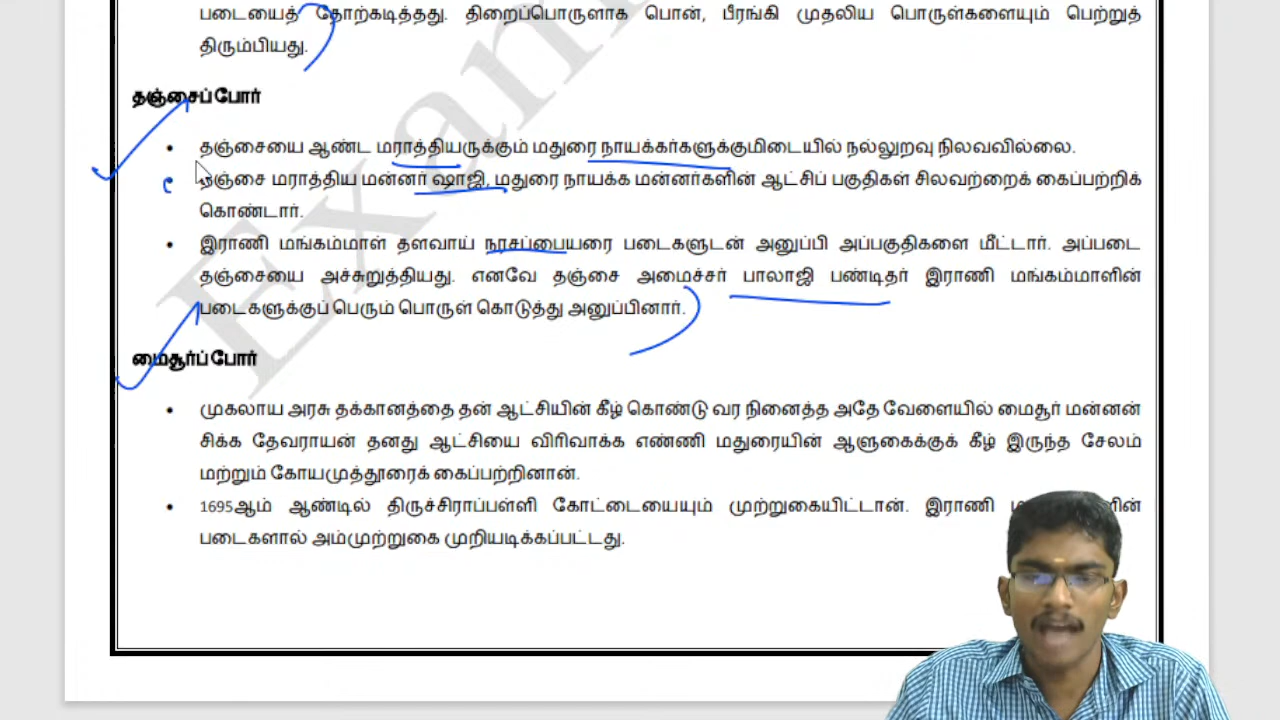 படையைத் தோற்கடித்தது. திறைப்பொருளாக பொன், பீரங்கி முதலிய பொருள்களையும் பெற்றுத்
திரும்பியது.
தஞ்சைப்போர்
தஞ்சையை ஆண்ட மராத்தியருக்கும் மதுரை நாயக்கர்களுக்குமிடையில் நல்லுறவு நிலவவில்லை.
தஞ்சை மராத்திய மன்னர் ஷாஜி, மதுரை நாயக்க மன்னர்களின் ஆட்சிப் பகுதிகள் சிலவற்றைக் கைப்பற்றிக்
கொண்டார்.
இராணி மங்கம்மாள் தளவாய் நரசப்பையரை படைகளுடன் அனுப்பி அப்பகுதிகளை மீட்டார். அப்படை
தஞ்சையை அச்சுறுத்தியது. எனவே தஞ்சை அமைச்சர் பாலாஜி பண்டிதர் இராணி மங்கம்மாளின்
படைகளுக்குப் பெரும் பொருள் கொடுத்து அனுப்பினார்.
மைசூர்ப்போர்
முகலாய அரசு தக்கானத்தை தன் ஆட்சியின் கீழ் கொண்டு வர நினைத்த அதே வேளையில் மைசூர் மன்னன்
சிக்க தேவராயன் தனது ஆட்சியை விரிவாக்க எண்ணி மதுரையின் ஆளுகைக்குக் கீழ் இருந்த சேலம்
மற்றும் கோயமுத்தூரைக் கைப்பற்றினான்.
1695ஆம் ஆண்டில் திருச்சிராப்பள்ளி கோட்டையையும் முற்றுகையிட்டான். இராணி
படைகளால் அம்முற்றுகை முறியடிக்கப்பட்டது.
Exam